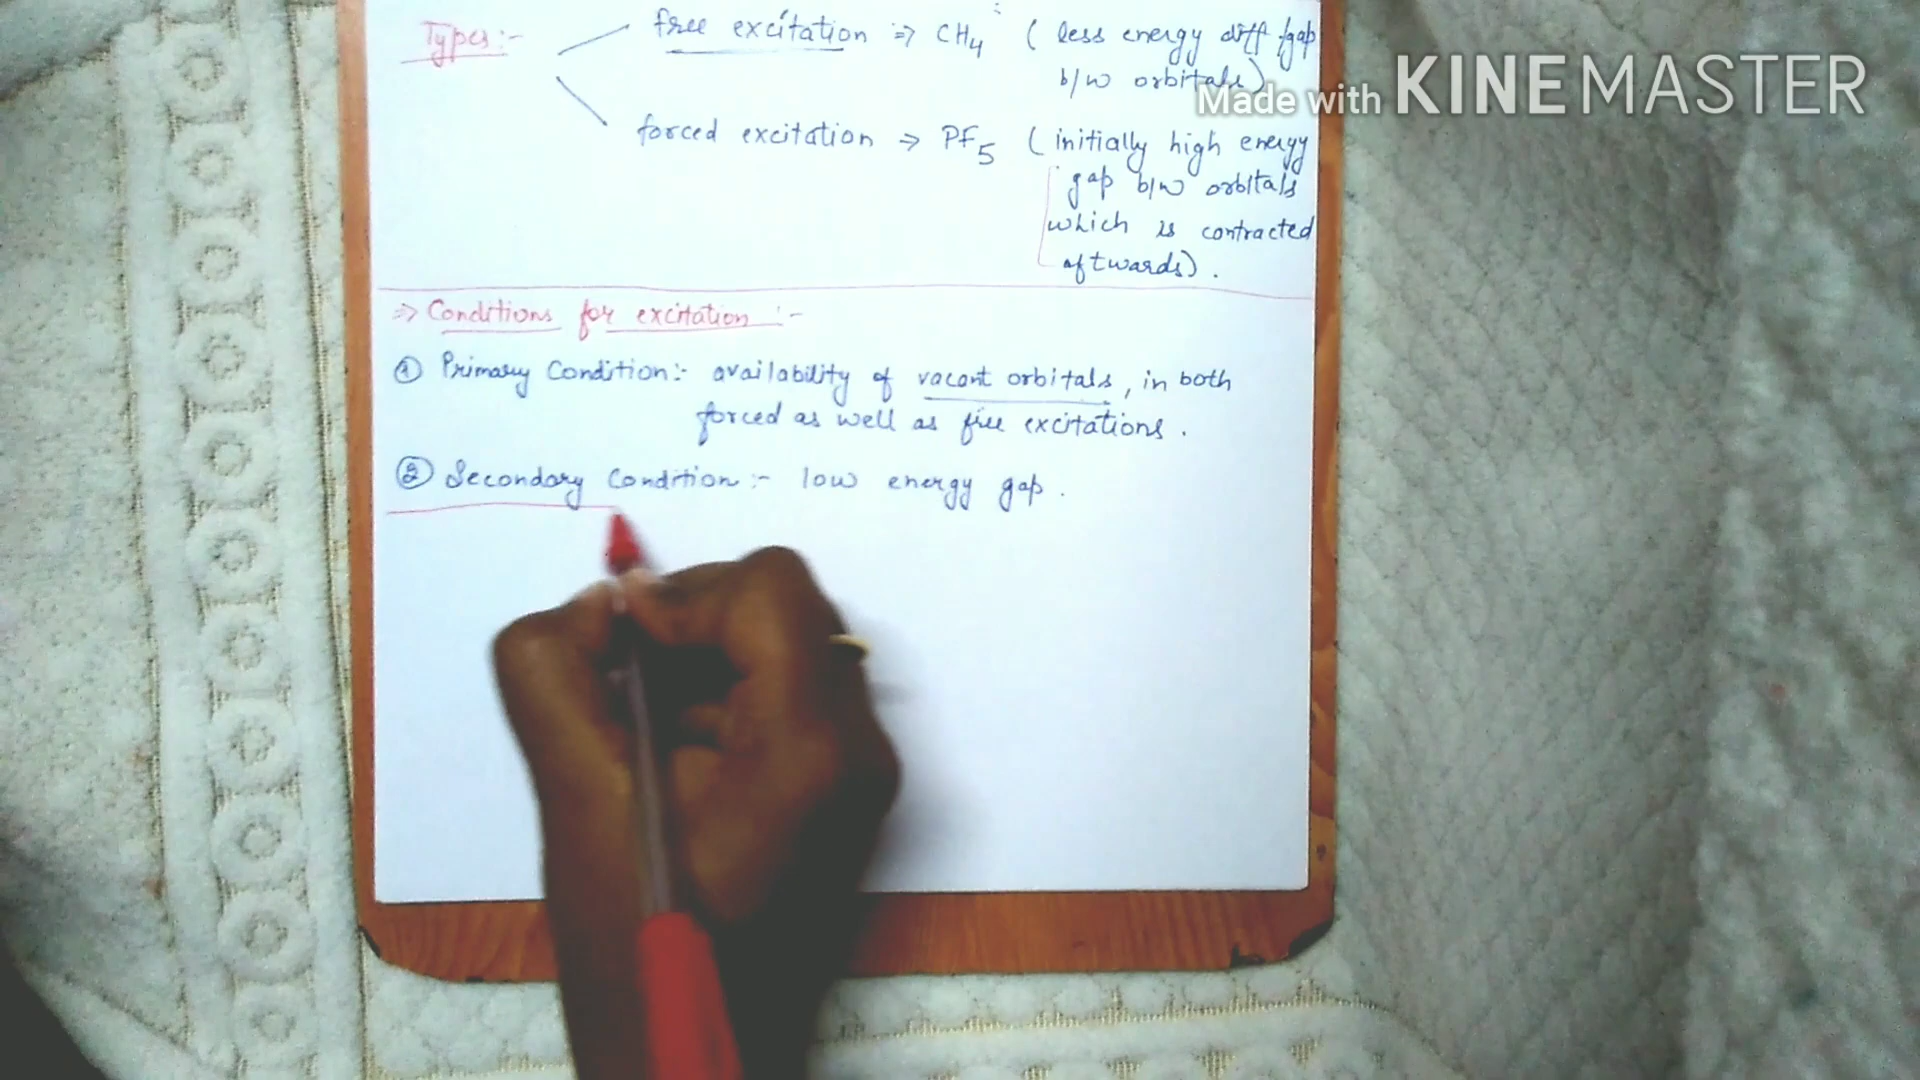 Types:- free excitation => CH4 (less energy diff/gap
b/w orbitals)
Made with KINEMASTER
forced excitation → PF5 (initially high energy
gap b/w orbitals
which is contracted
aftwards).
=> Conditions for excitation :-
① Primary Condition:- availability of vacant orbitals, in both
forced as well as free excitations.
② Secondary Condition:- low energy gap.